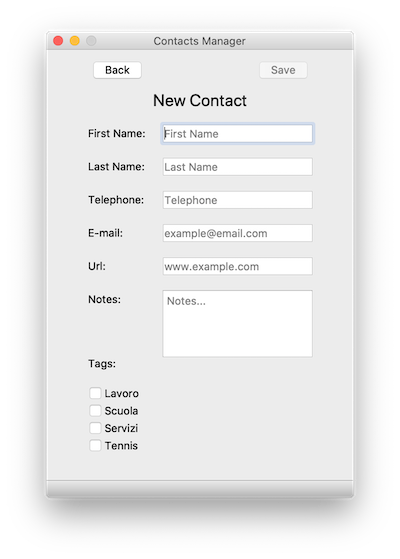 Contacts Manager
Back Save
New Contact
First Name: First Name
Last Name: Last Name
Telephone: Telephone
E-mail: example@email.com
Url: www.example.com
Notes: Notes...
Tags:
Lavoro
Scuola
Servizi
Tennis